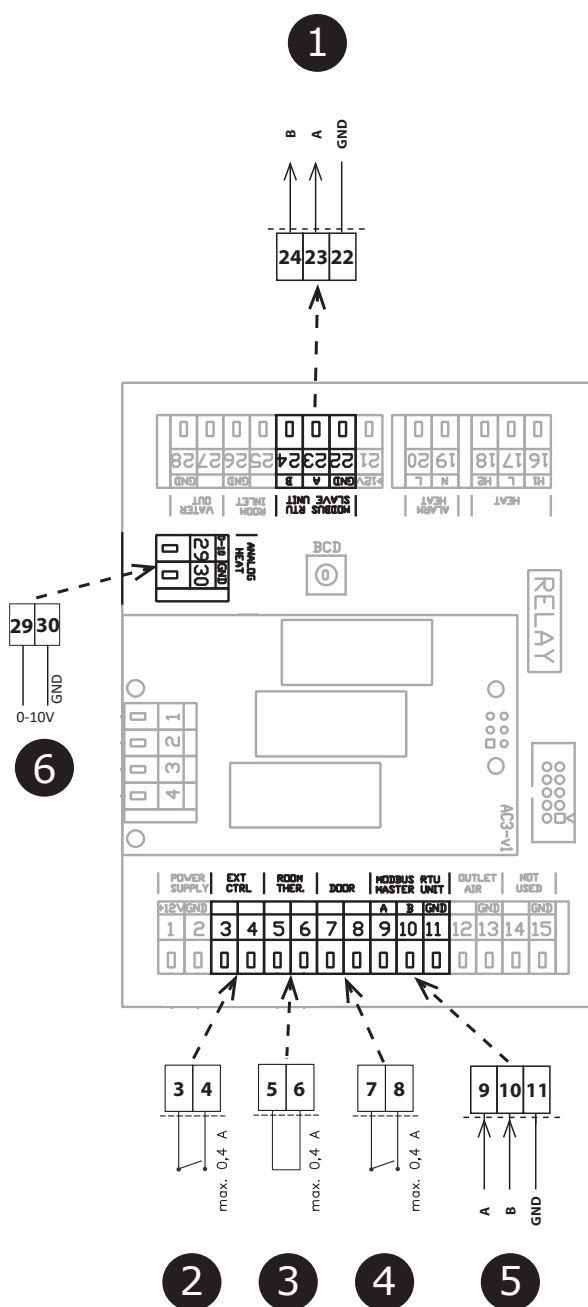 1
B A GND
24 23 22
28 27 26 25 24 23 22 21
GND GND B A GND +12V
WATER OUT
ROOM INLET
MODBUS RTU
SLAVE UNIT
20 19
L N
ALARM HEAT
18 17 16
H2 L H1
HEAT
29 30
0-10 GND
ANALOG
HEAT
BCD
RELAY
29 30
GND
0-10V
6
1
2
3
4
AC3-v1
POWER SUPPLY
EXT CTRL
ROOM THER.
DOOR
MODBUS RTU
MASTER UNIT
OUTLET AIR
NOT USED
+12V GND A B GND GND GND
1 2 3 4 5 6 7 8 9 10 11 12 13 14 15
3 4
max. 0,4 A
5 6
max. 0,4 A
7 8
max. 0,4 A
9 10 11
A B GND
2 3 4 5